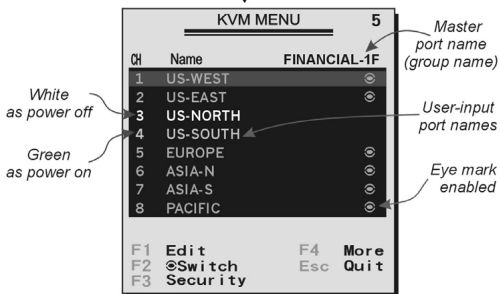 KVM MENU 5
CH Name FINANCIAL-1F
1 US-WEST
2 US-EAST
3 US-NORTH
4 US-SOUTH
5 EUROPE
6 ASIA-N
7 ASIA-S
8 PACIFIC
F1 Edit F4 More
F2 Switch Esc Quit
F3 Security
Master
port name
(group name)
White
as power off
Green
as power on
User-input
port names
Eye mark
enabled